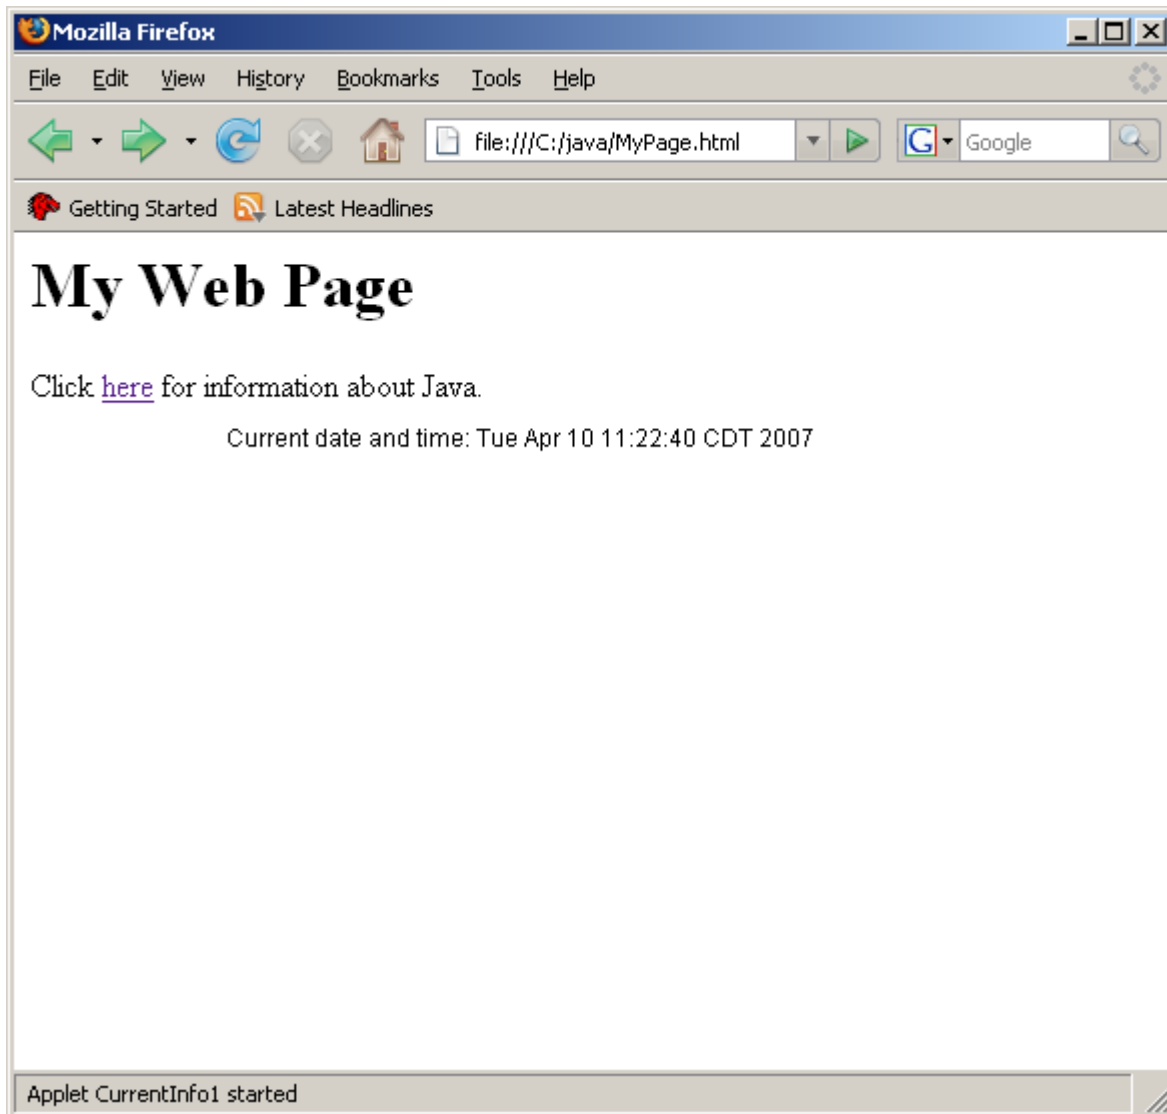 Mozilla Firefox
File Edit View History Bookmarks Tools Help
file:///C:/java/MyPage.html G Google
Getting Started Latest Headlines
My Web Page
Click here for information about Java.
Current date and time: Tue Apr 10 11:22:40 CDT 2007
Applet CurrentInfo1 started